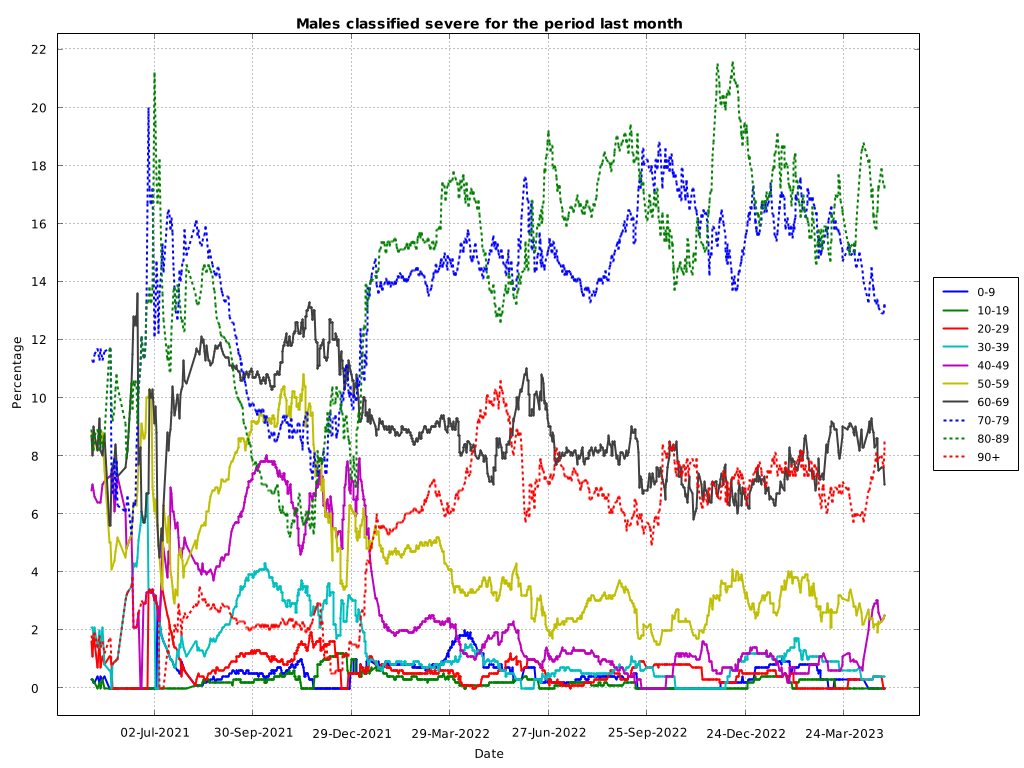 Males classified severe for the period last month
22
20
18
16
14
12
10
8
6
4
2
0
Percentage
02-Jul-2021
30-Sep-2021
29-Dec-2021
29-Mar-2022
27-Jun-2022
25-Sep-2022
24-Dec-2022
24-Mar-2023
Date
0-9
10-19
20-29
30-39
40-49
50-59
60-69
70-79
80-89
90+